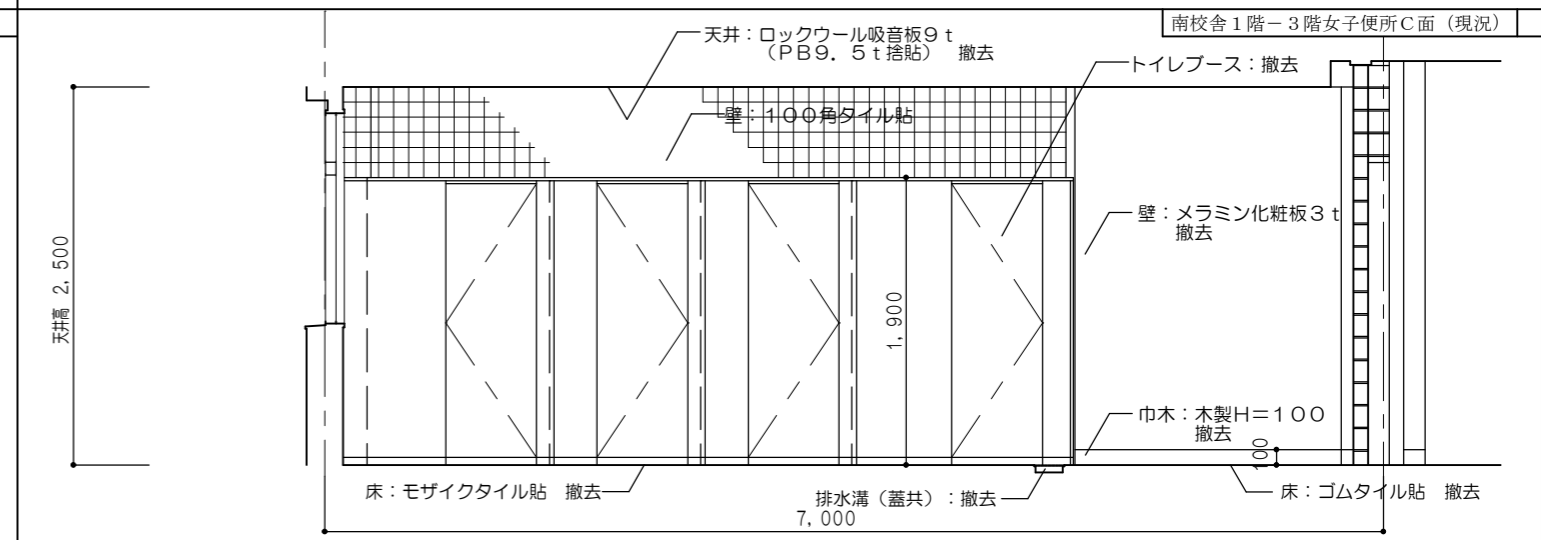 南校舎1階－3階女子便所C面（現況）
天井：ロックウール吸音板9ｔ
（PB9．5ｔ捨貼）　撤去
トイレブース：撤去
壁：100角タイル貼
壁：メラミン化粧板3ｔ
撤去
天井高 2,500
1,900
巾木：木製H＝100
撤去
100
床：モザイクタイル貼　撤去
排水溝（蓋共）：撤去
床：ゴムタイル貼　撤去
7,000